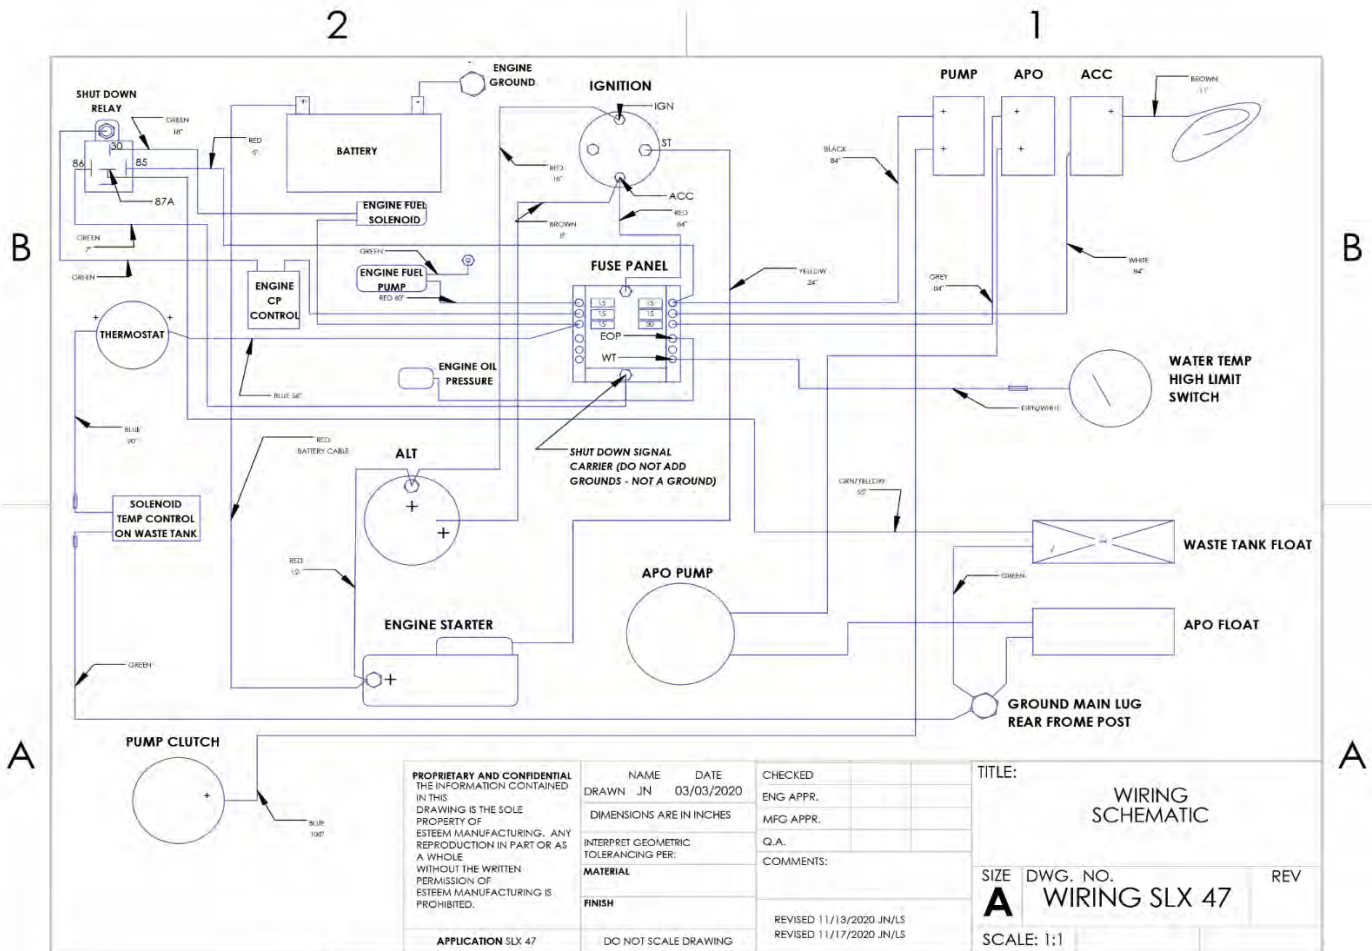 2
1
B
B
A
A
SHUT DOWN
RELAY
30
86
85
87A
GREEN
18"
RED
GREEN
7"
GREEN
+
-
BATTERY
ENGINE
GROUND
IGNITION
IGN
ST
ACC
RED
16"
BROWN
RED
64"
ENGINE FUEL
SOLENOID
GREEN
ENGINE FUEL
PUMP
RED 60"
ENGINE
CP
CONTROL
FUSE PANEL
15
15
15
15
15
30
EOP
WT
YELLOW
24"
PUMP
APO
ACC
+
+
+
+
+
BROWN
11"
BLACK
84"
GREY
84"
WHITE
84"
+
+
THERMOSTAT
BLUE 56"
ENGINE OIL
PRESSURE
WATER TEMP
HIGH LIMIT
SWITCH
GRN/WHITE
BLUE
90"
RED
BATTERY CABLE
ALT
+
+
SHUT DOWN SIGNAL
CARRIER (DO NOT ADD
GROUNDS - NOT A GROUND)
GRN/YELLOW
55"
SOLENOID
TEMP CONTROL
ON WASTE TANK
WASTE TANK FLOAT
RED
12"
GREEN
APO PUMP
ENGINE STARTER
+
APO FLOAT
GREEN
GROUND MAIN LUG
REAR FROME POST
PUMP CLUTCH
+
BLUE
100"
PROPRIETARY AND CONFIDENTIAL
THE INFORMATION CONTAINED
IN THIS
DRAWING IS THE SOLE
PROPERTY OF
ESTEEM MANUFACTURING. ANY
REPRODUCTION IN PART OR AS
A WHOLE
WITHOUT THE WRITTEN
PERMISSION OF
ESTEEM MANUFACTURING IS
PROHIBITED.
APPLICATION SLX 47
NAME DATE
DRAWN JN 03/03/2020
DIMENSIONS ARE IN INCHES
INTERPRET GEOMETRIC
TOLERANCING PER:
MATERIAL
FINISH
DO NOT SCALE DRAWING
CHECKED
ENG APPR.
MFG APPR.
Q.A.
COMMENTS:
REVISED 11/13/2020 JN/LS
REVISED 11/17/2020 JN/LS
TITLE:
WIRING
SCHEMATIC
SIZE DWG. NO. REV
A WIRING SLX 47
SCALE: 1:1